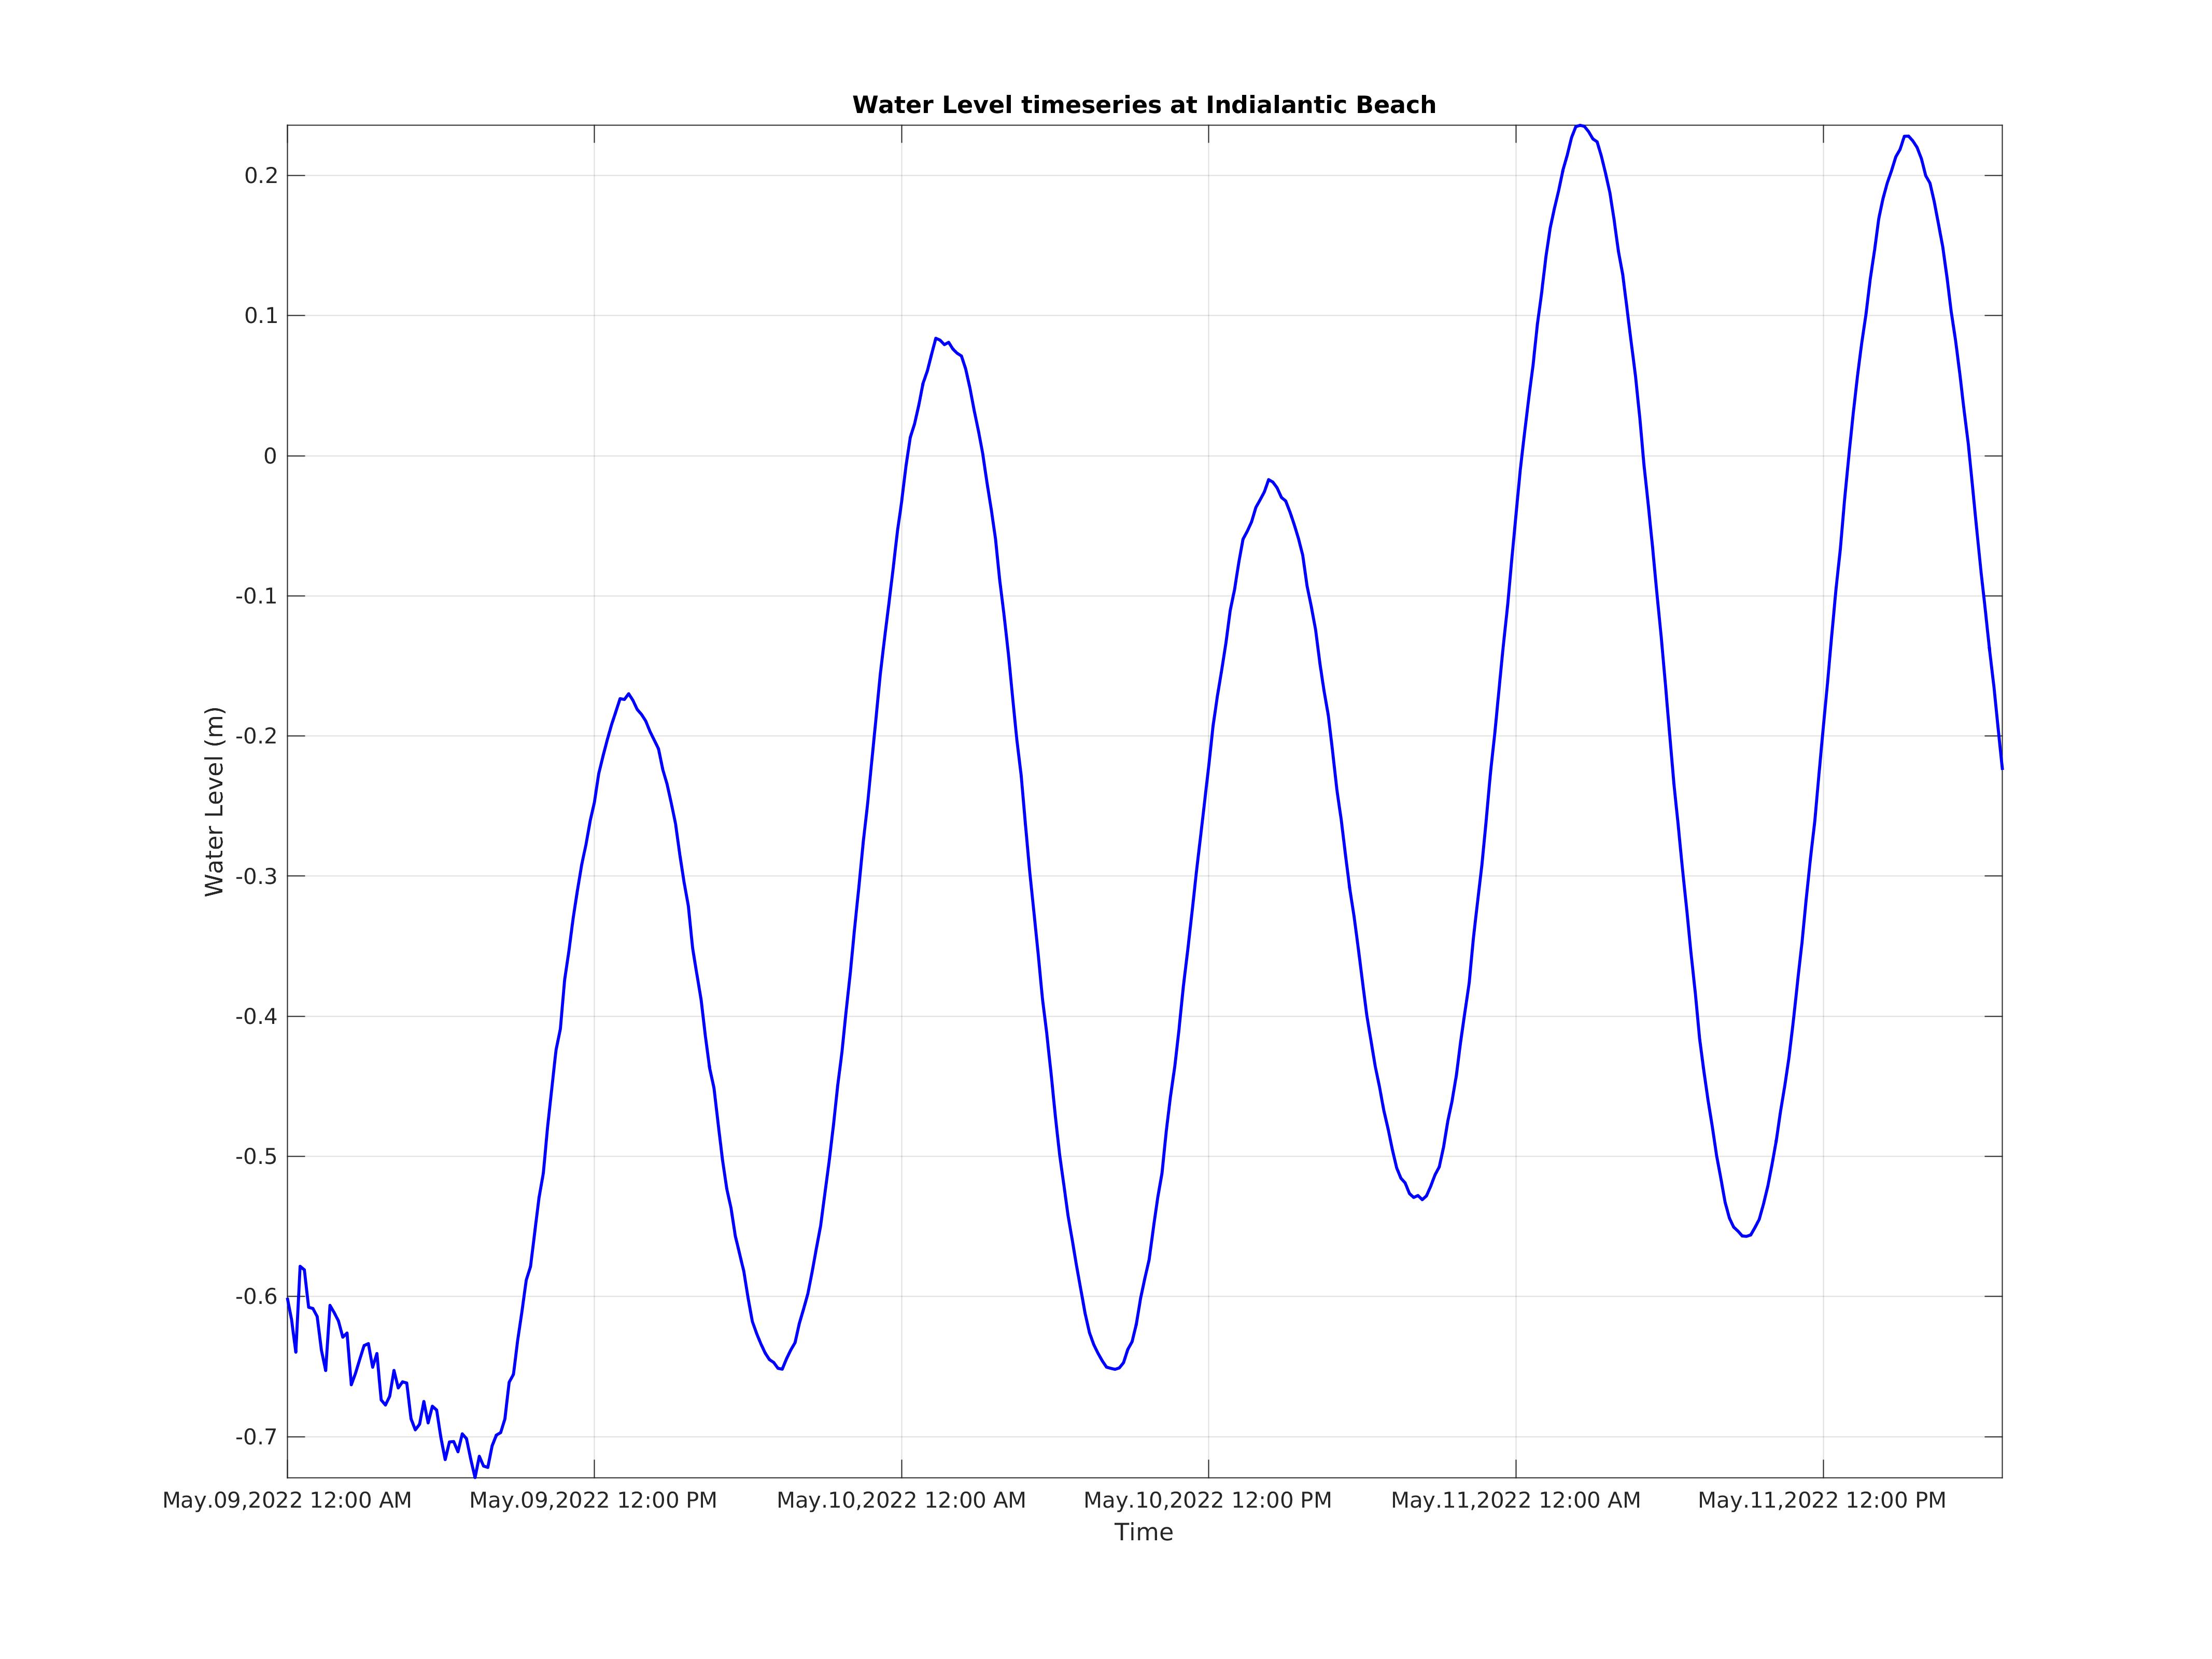 Water Level timeseries at Indialantic Beach
0.2
0.1
0
-0.1
-0.2
-0.3
-0.4
-0.5
-0.6
-0.7
Water Level (m)
May.09,2022 12:00 AM
May.09,2022 12:00 PM
May.10,2022 12:00 AM
May.10,2022 12:00 PM
May.11,2022 12:00 AM
May.11,2022 12:00 PM
Time